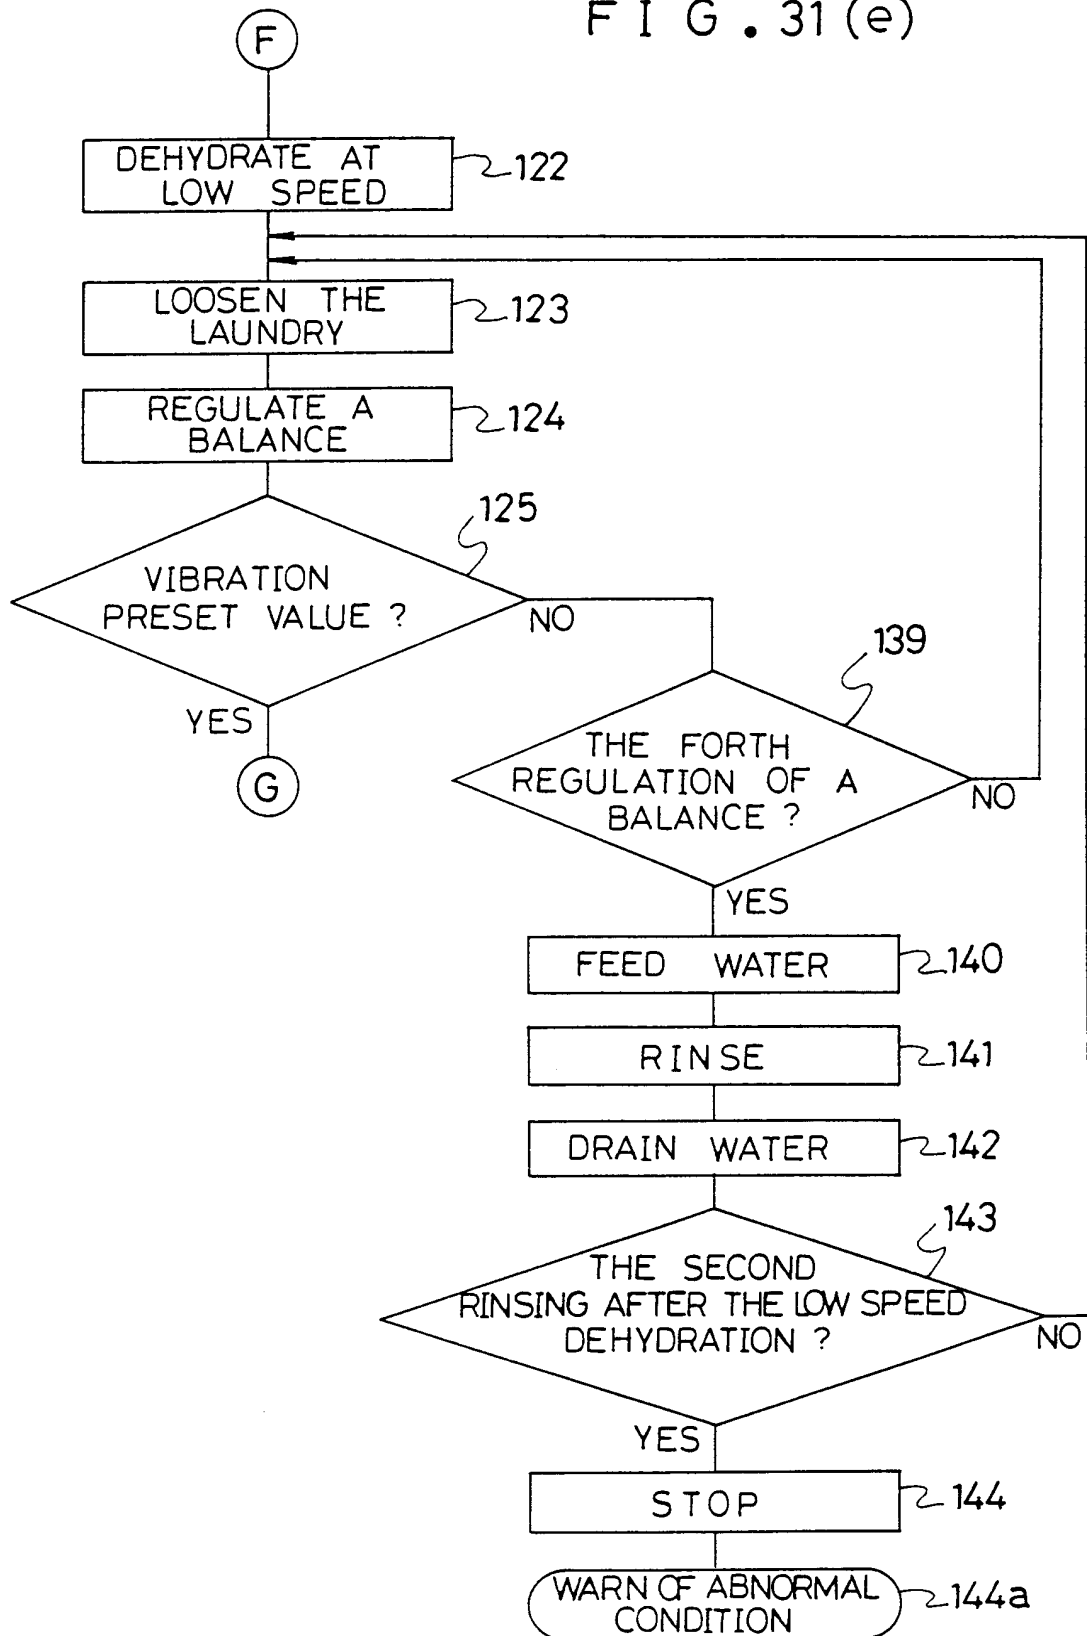 FIG.31(e)
F
DEHYDRATE AT
LOW SPEED
122
LOOSEN THE
LAUNDRY
123
REGULATE A
BALANCE
124
125
VIBRATION
PRESET VALUE ?
NO
YES
G
139
THE FORTH
REGULATION OF A
BALANCE ?
NO
YES
FEED WATER
140
RINSE
141
DRAIN WATER
142
143
THE SECOND
RINSING AFTER THE LOW SPEED
DEHYDRATION ?
NO
YES
STOP
144
WARN OF ABNORMAL
CONDITION
144a